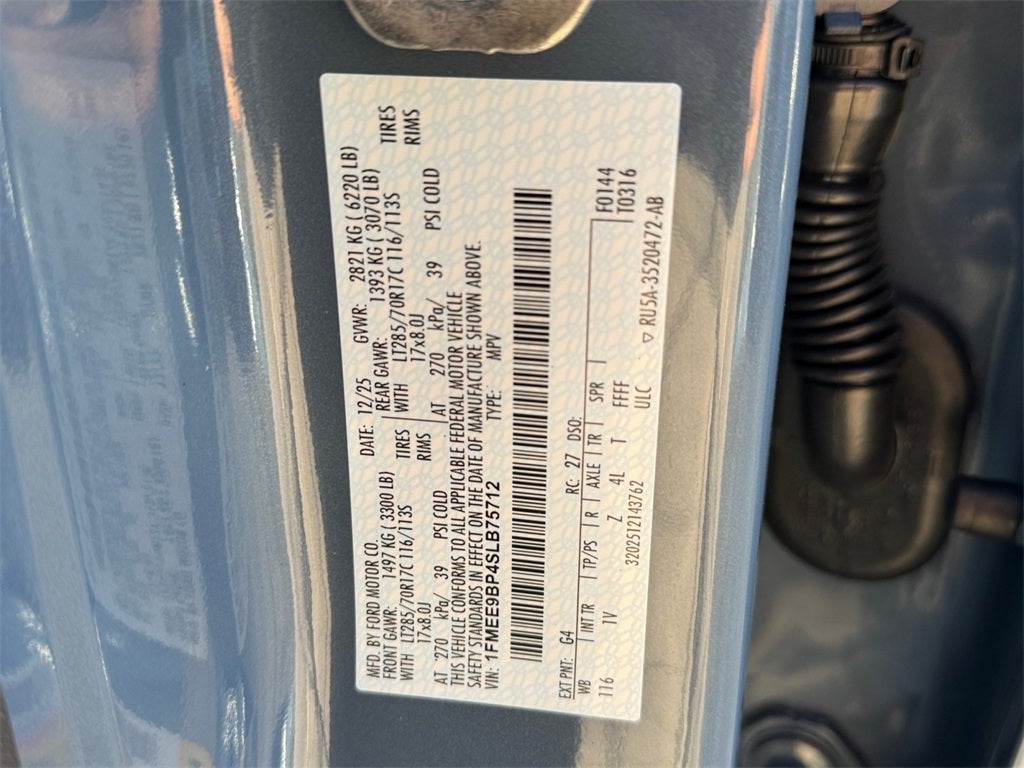 MFD. BY FORD MOTOR CO.
DATE: 12/25 GVWR: 2821 KG ( 6220 LB)
FRONT GAWR: 1497 KG ( 3300 LB) REAR GAWR: 1393 KG ( 3070 LB)
WITH LT285/70R17C 116/113S TIRES WITH LT285/70R17C 116/113S TIRES
17x8.0J RIMS 17x8.0J RIMS
AT 270 kPa/ 39 PSI COLD AT 270 kPa/ 39 PSI COLD
THIS VEHICLE CONFORMS TO ALL APPLICABLE FEDERAL MOTOR VEHICLE
SAFETY STANDARDS IN EFFECT ON THE DATE OF MANUFACTURE SHOWN ABOVE.
VIN: 1FMEE9BP4SLB75712 TYPE: MPV
EXT PNT: G4 RC: 27 DSO: F0144
WB INT TR TP/PS R AXLE TR SPR T0316
116 1V Z 4L T FFFF
3202512143762 ULC
▽ RU5A-3520472-AB